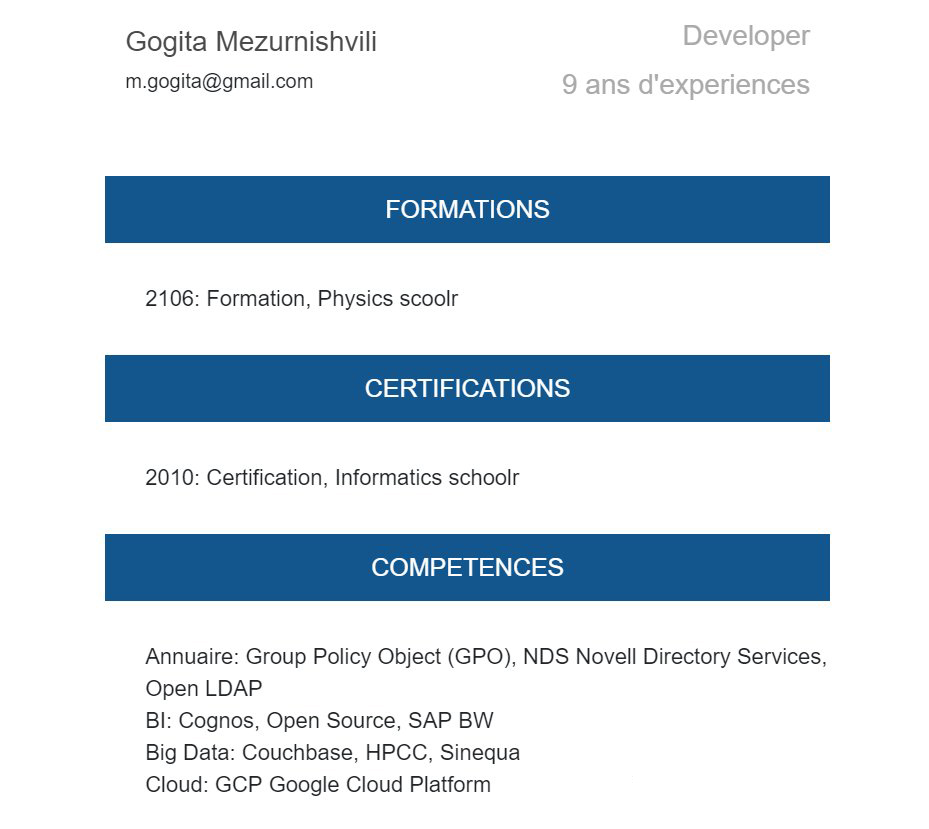 Gogita Mezurnishvili
Developer
m.gogita@gmail.com
9 ans d'experiences
FORMATIONS
2106: Formation, Physics scoolr
CERTIFICATIONS
2010: Certification, Informatics schoolr
COMPETENCES
Annuaire: Group Policy Object (GPO), NDS Novell Directory Services,
Open LDAP
BI: Cognos, Open Source, SAP BW
Big Data: Couchbase, HPCC, Sinequa
Cloud: GCP Google Cloud Platform